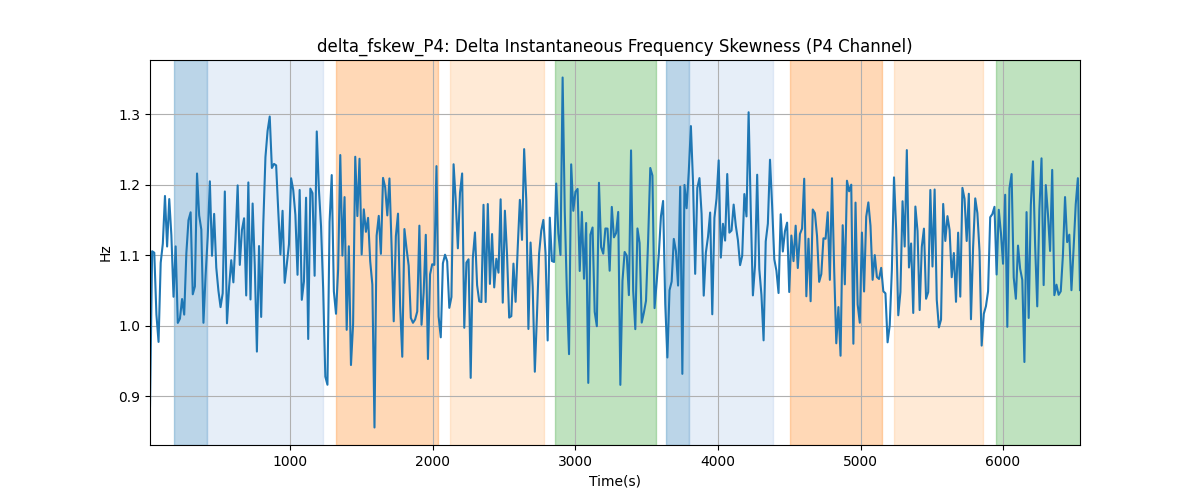 delta_fskew_P4: Delta Instantaneous Frequency Skewness (P4 Channel)
Hz
1.3
1.2
1.1
1.0
0.9
1000 2000 3000 4000 5000 6000
Time(s)